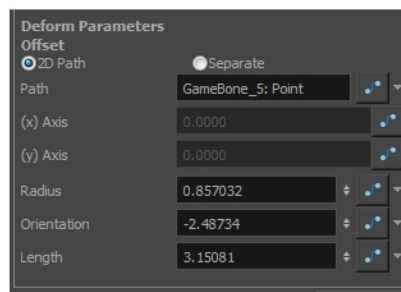 Deform Parameters
Offset
2D Path Separate
Path GameBone_5: Point
(x) Axis 0.0000
(y) Axis 0.0000
Radius 0.857032
Orientation -2.48734
Length 3.15081